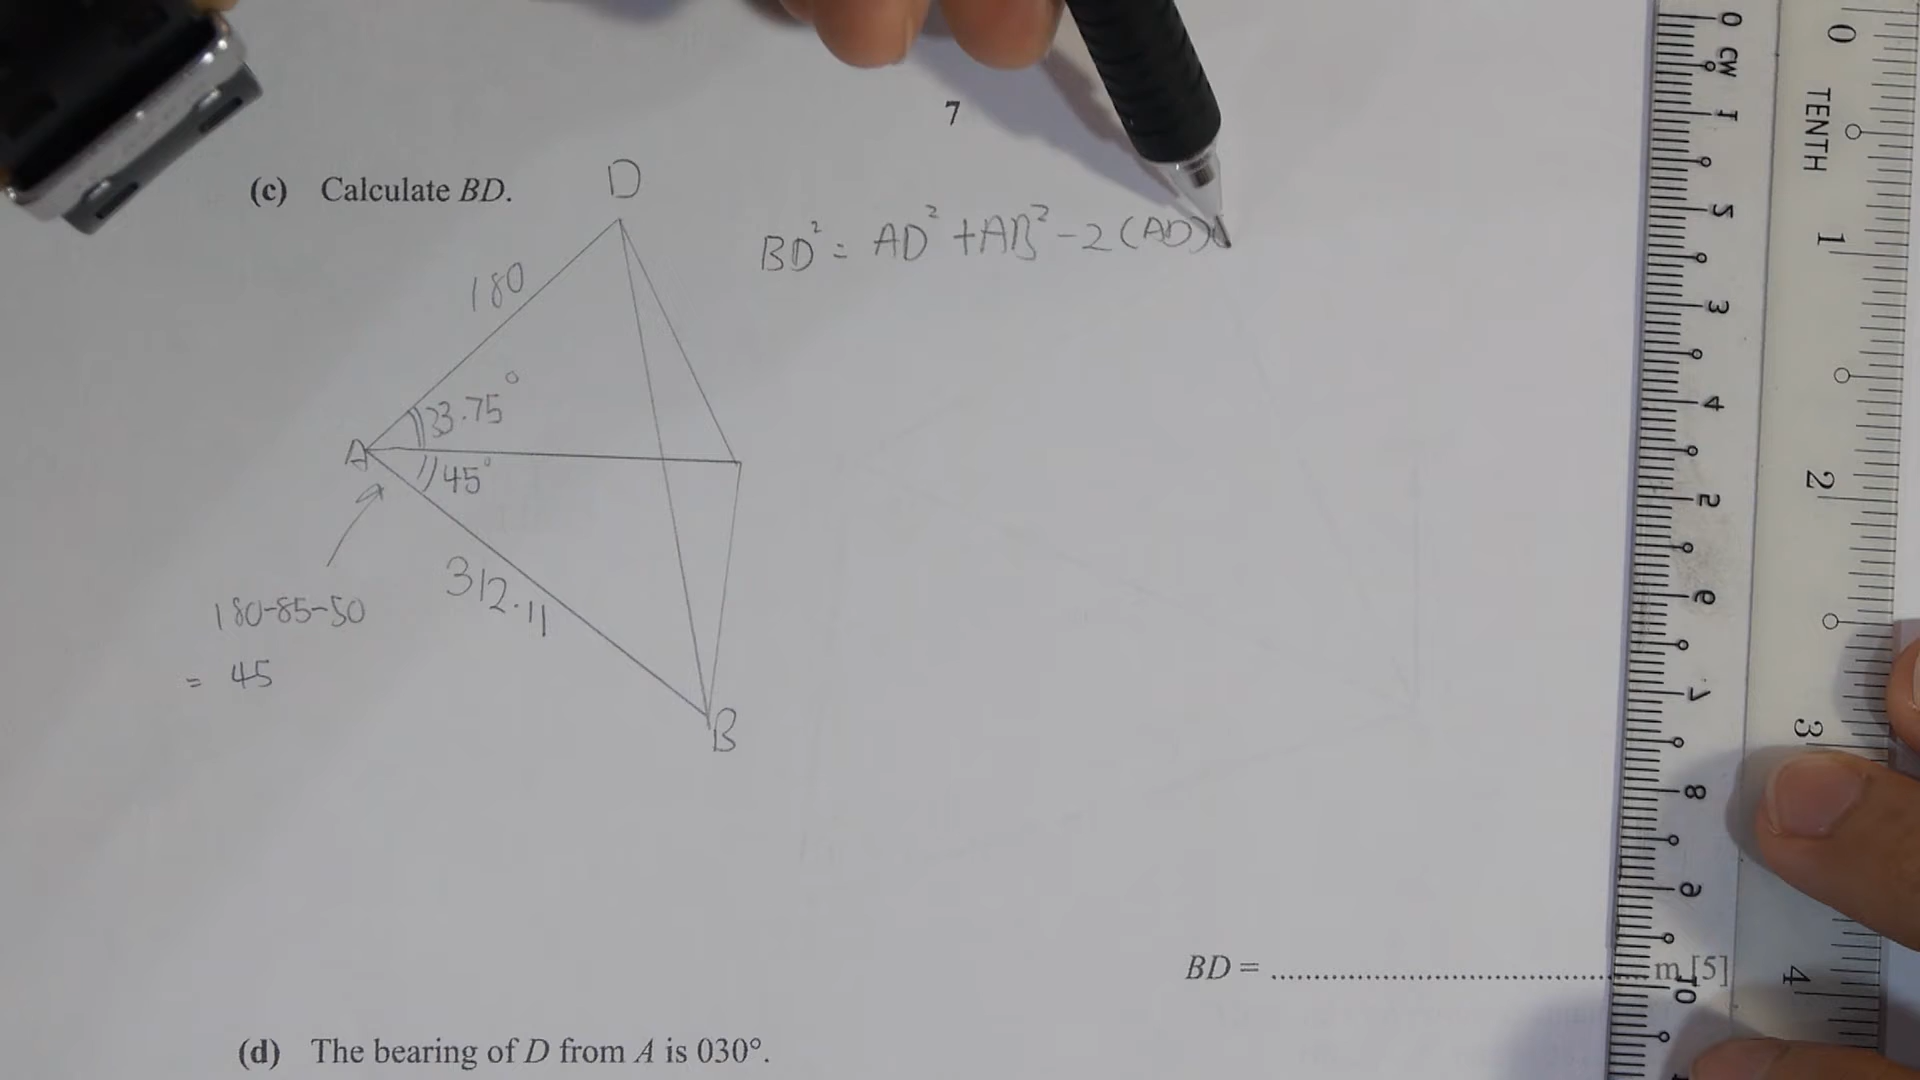 7
(c) Calculate BD.
D
BD² = AD² + AB² - 2 (AD)(
180
33.75°
A
45°
312.11
180-85-50
= 45
B
BD = ........................................ m [5]
(d) The bearing of D from A is 030°.
0 CM 1 2 3 4 5 6 7 8 9 10
0 TENTH 1 2 3 4